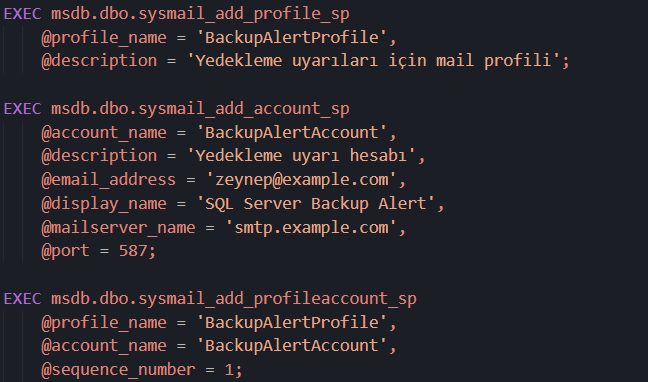 EXEC msdb.dbo.sysmail_add_profile_sp
@profile_name = 'BackupAlertProfile',
@description = 'Yedekleme uyarıları için mail profili';
EXEC msdb.dbo.sysmail_add_account_sp
@account_name = 'BackupAlertAccount',
@description = 'Yedekleme uyarı hesabı',
@email_address = 'zeynep@example.com',
@display_name = 'SQL Server Backup Alert',
@mailserver_name = 'smtp.example.com',
@port = 587;
EXEC msdb.dbo.sysmail_add_profileaccount_sp
@profile_name = 'BackupAlertProfile',
@account_name = 'BackupAlertAccount',
@sequence_number = 1;